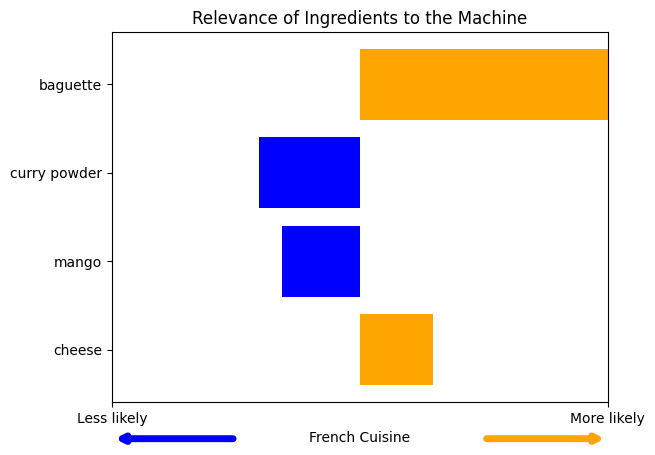 Relevance of Ingredients to the Machine
baguette
curry powder
mango
cheese
Less likely
More likely
French Cuisine